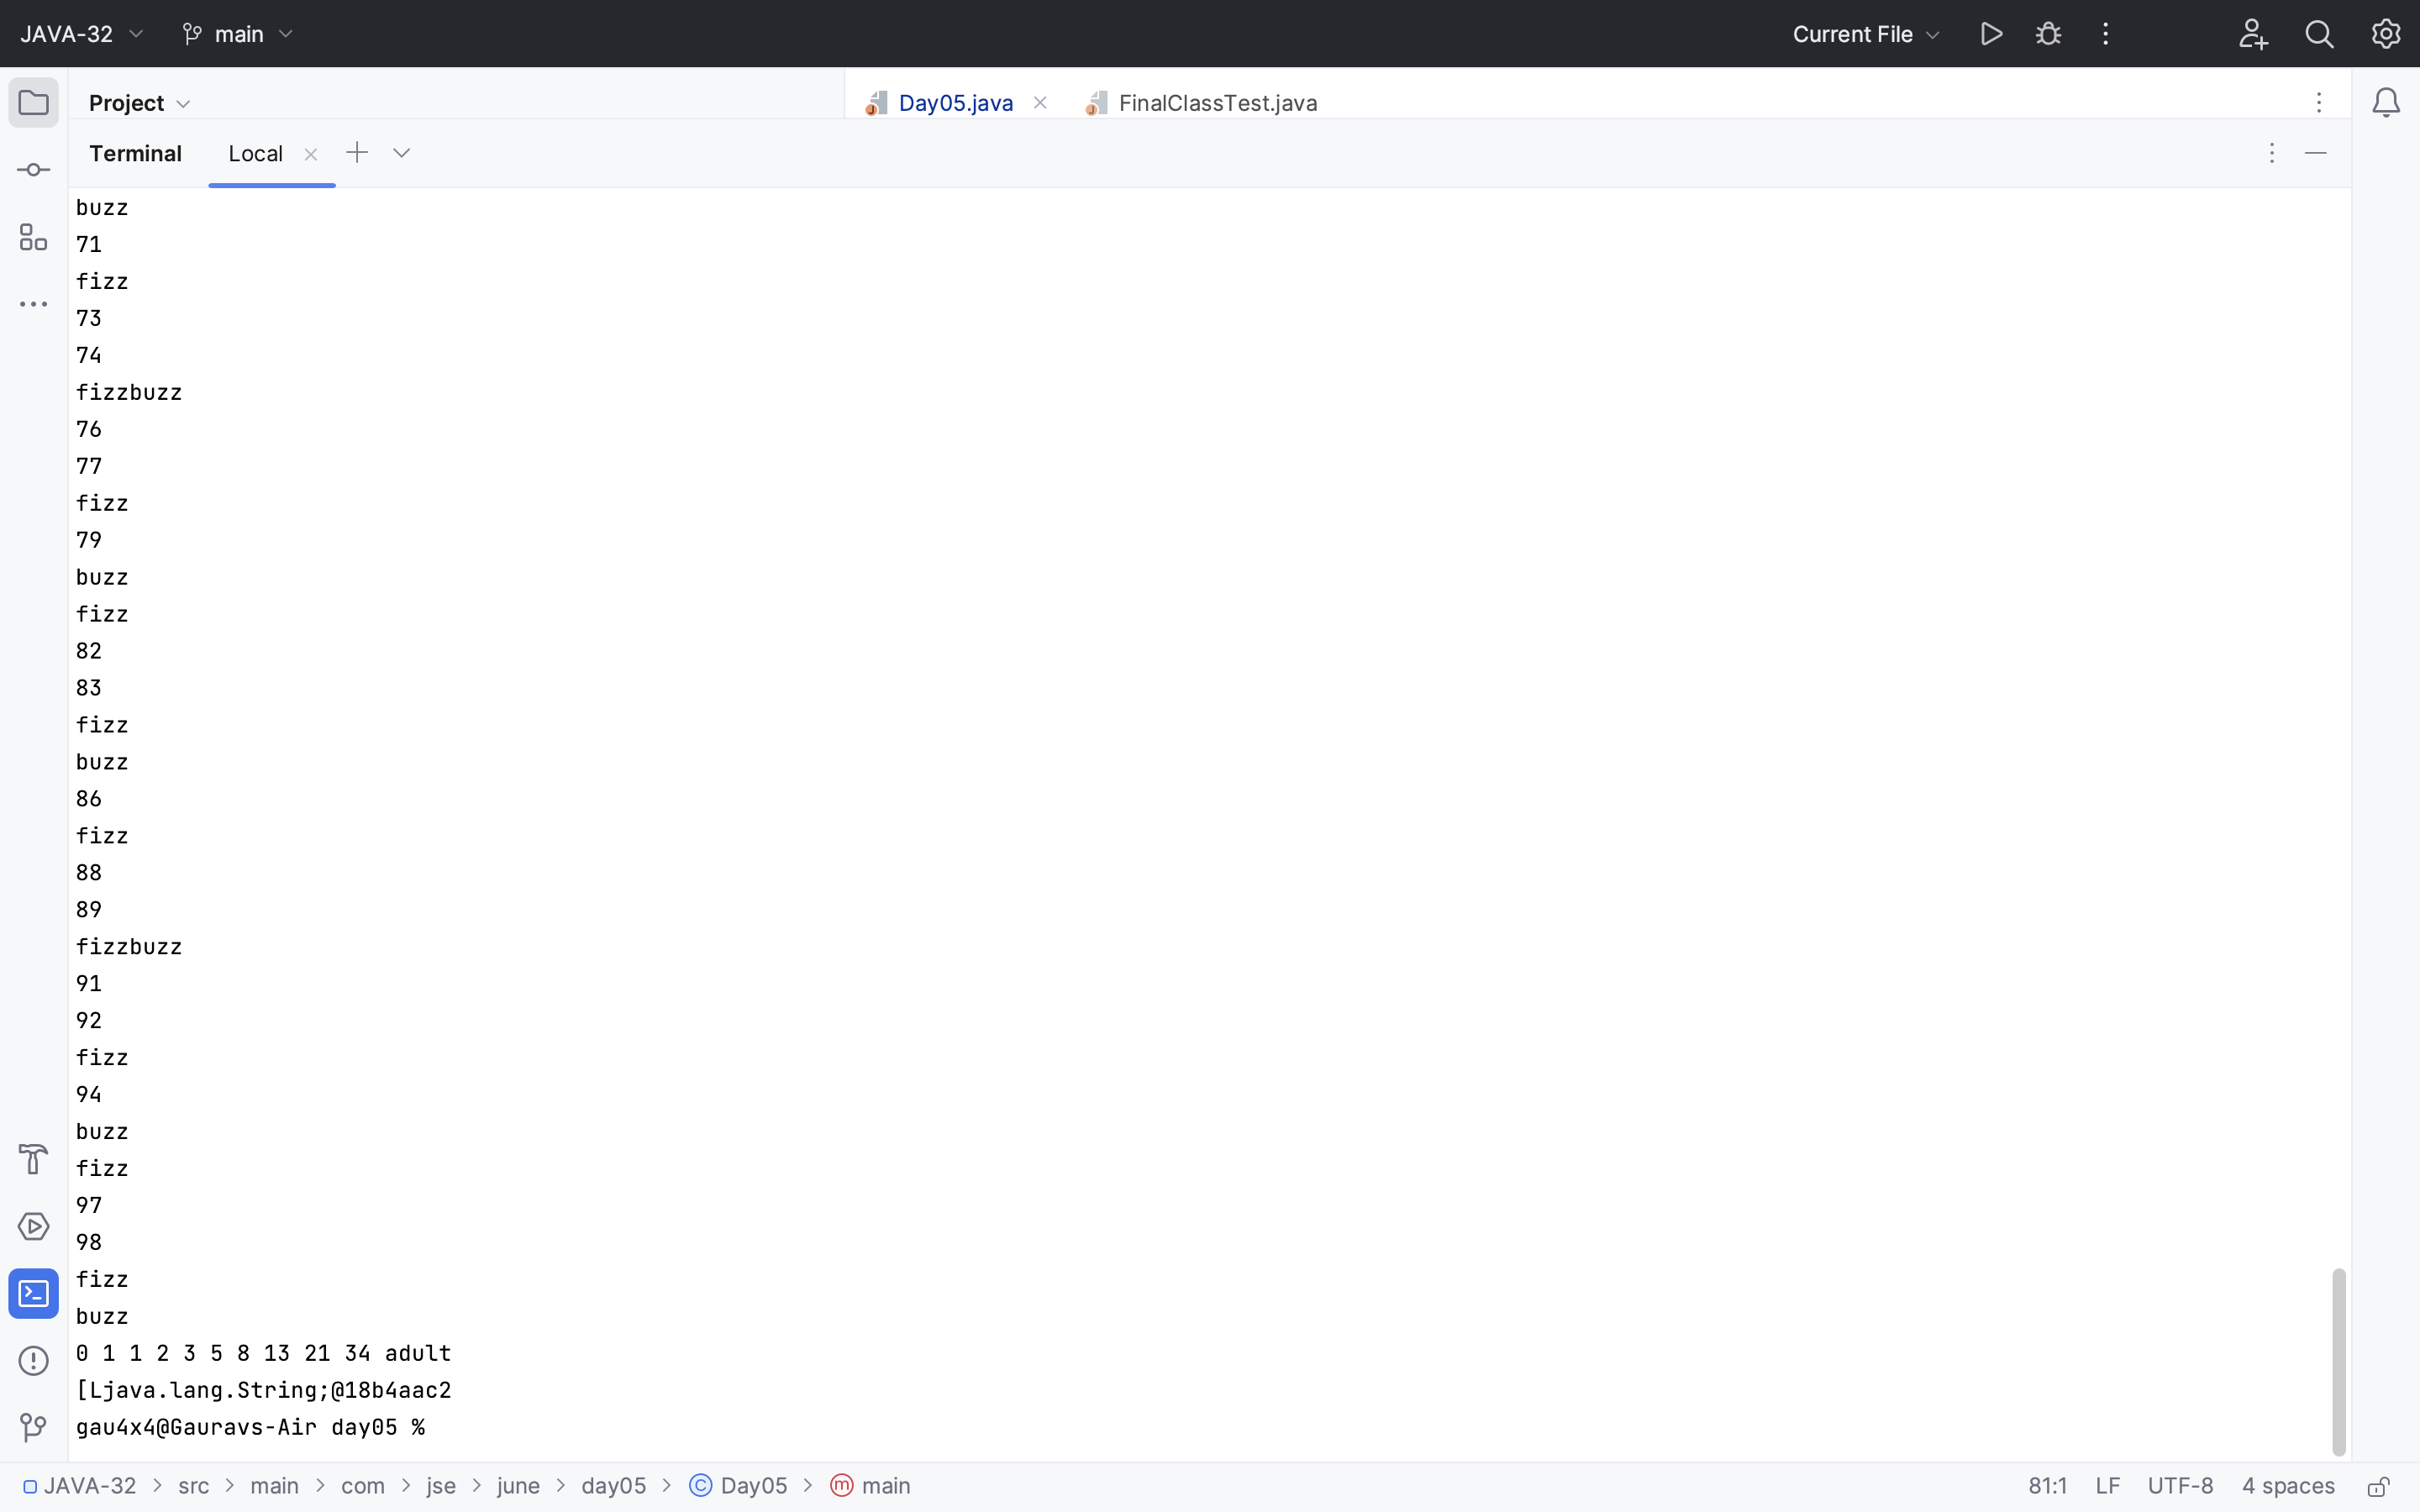 JAVA-32 main Current File
Project Day05.java FinalClassTest.java
Terminal Local
buzz
71
fizz
73
74
fizzbuzz
76
77
fizz
79
buzz
fizz
82
83
fizz
buzz
86
fizz
88
89
fizzbuzz
91
92
fizz
94
buzz
fizz
97
98
fizz
buzz
0 1 1 2 3 5 8 13 21 34 adult
[Ljava.lang.String;@18b4aac2
gau4x4@Gauravs-Air day05 %
JAVA-32 > src > main > com > jse > june > day05 > Day05 > main 81:1 LF UTF-8 4 spaces